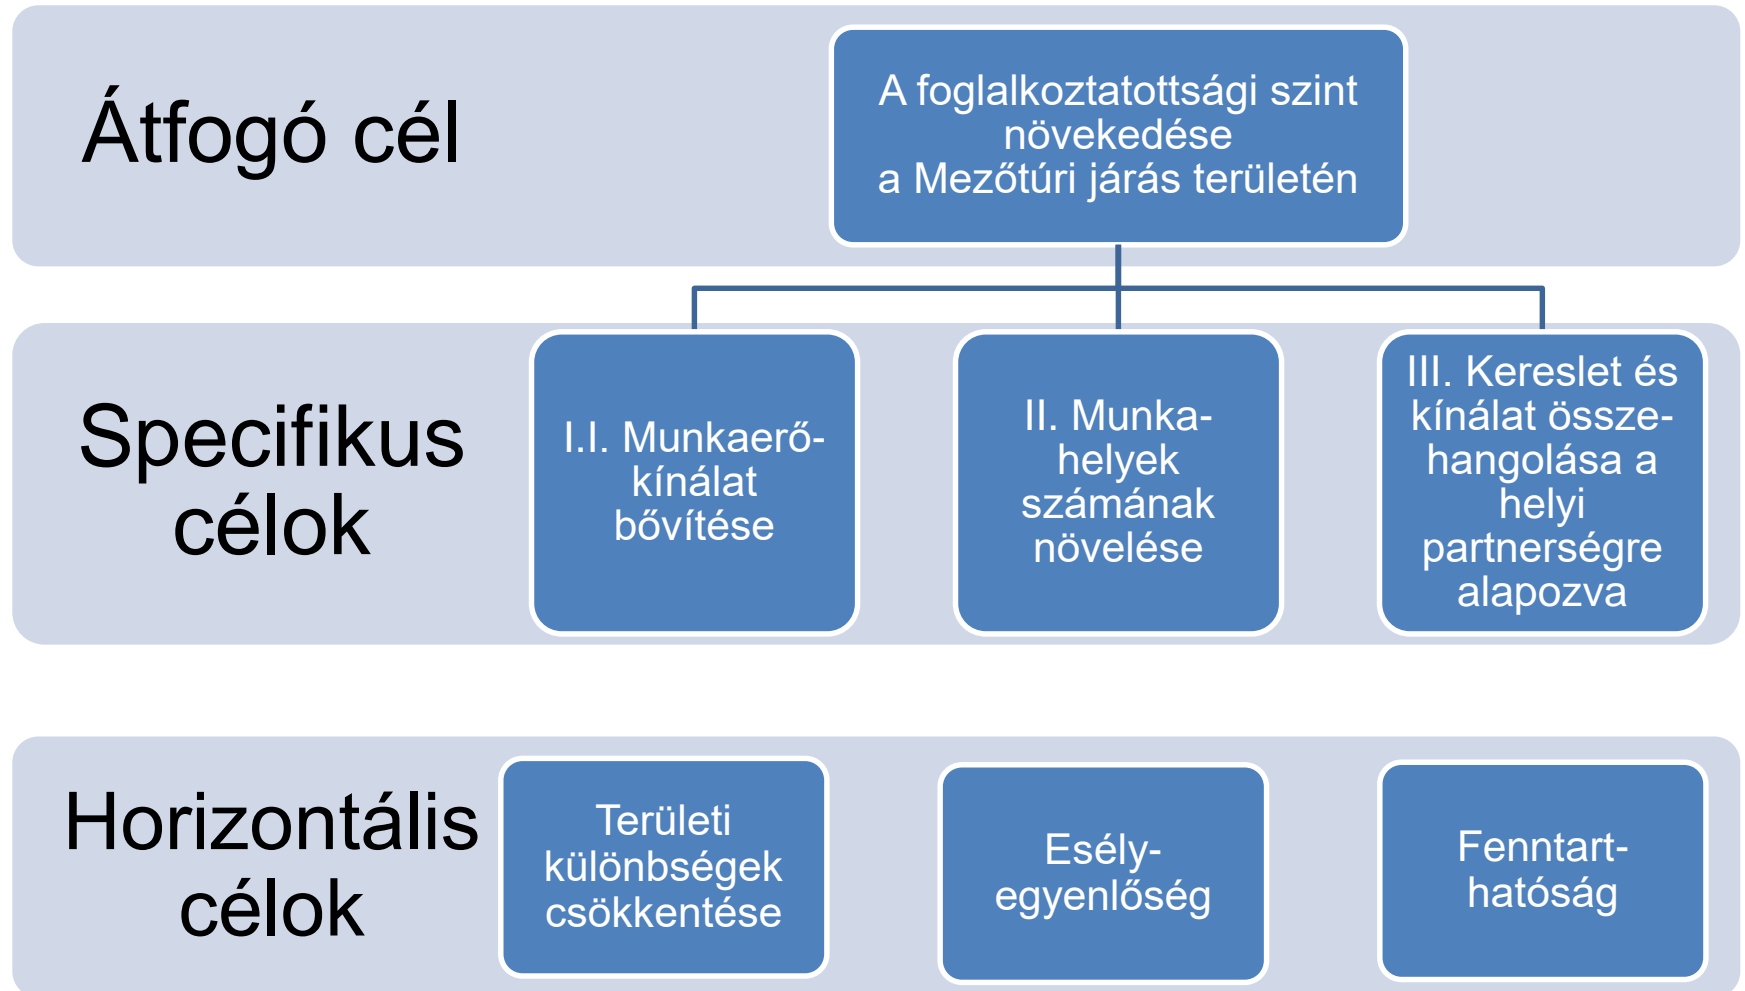 Átfogó cél
A foglalkoztatottsági szint
növekedése
a Mezőtúri járás területén
Specifikus
célok
I.I. Munkaerő-
kínálat
bővítése
II. Munka-
helyek
számának
növelése
III. Kereslet és
kínálat össze-
hangolása a
helyi
partnerségre
alapozva
Horizontális
célok
Területi
különbségek
csökkentése
Esély-
egyenlőség
Fenntart-
hatóság